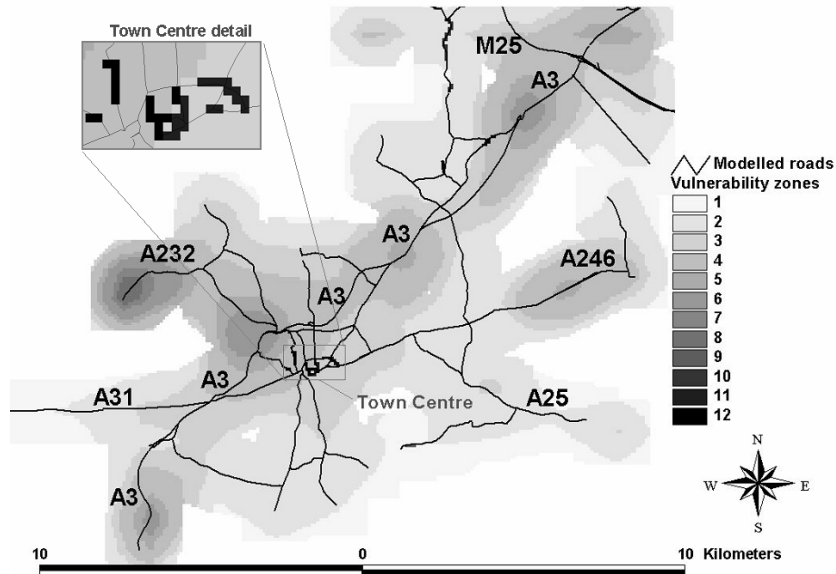 Town Centre detail
M25
A3
A3
A232
A246
A3
A3
A31
Town Centre
A25
A3
Modelled roads
Vulnerability zones
1
2
3
4
5
6
7
8
9
10
11
12
N
W E
S
10 0 10 Kilometers